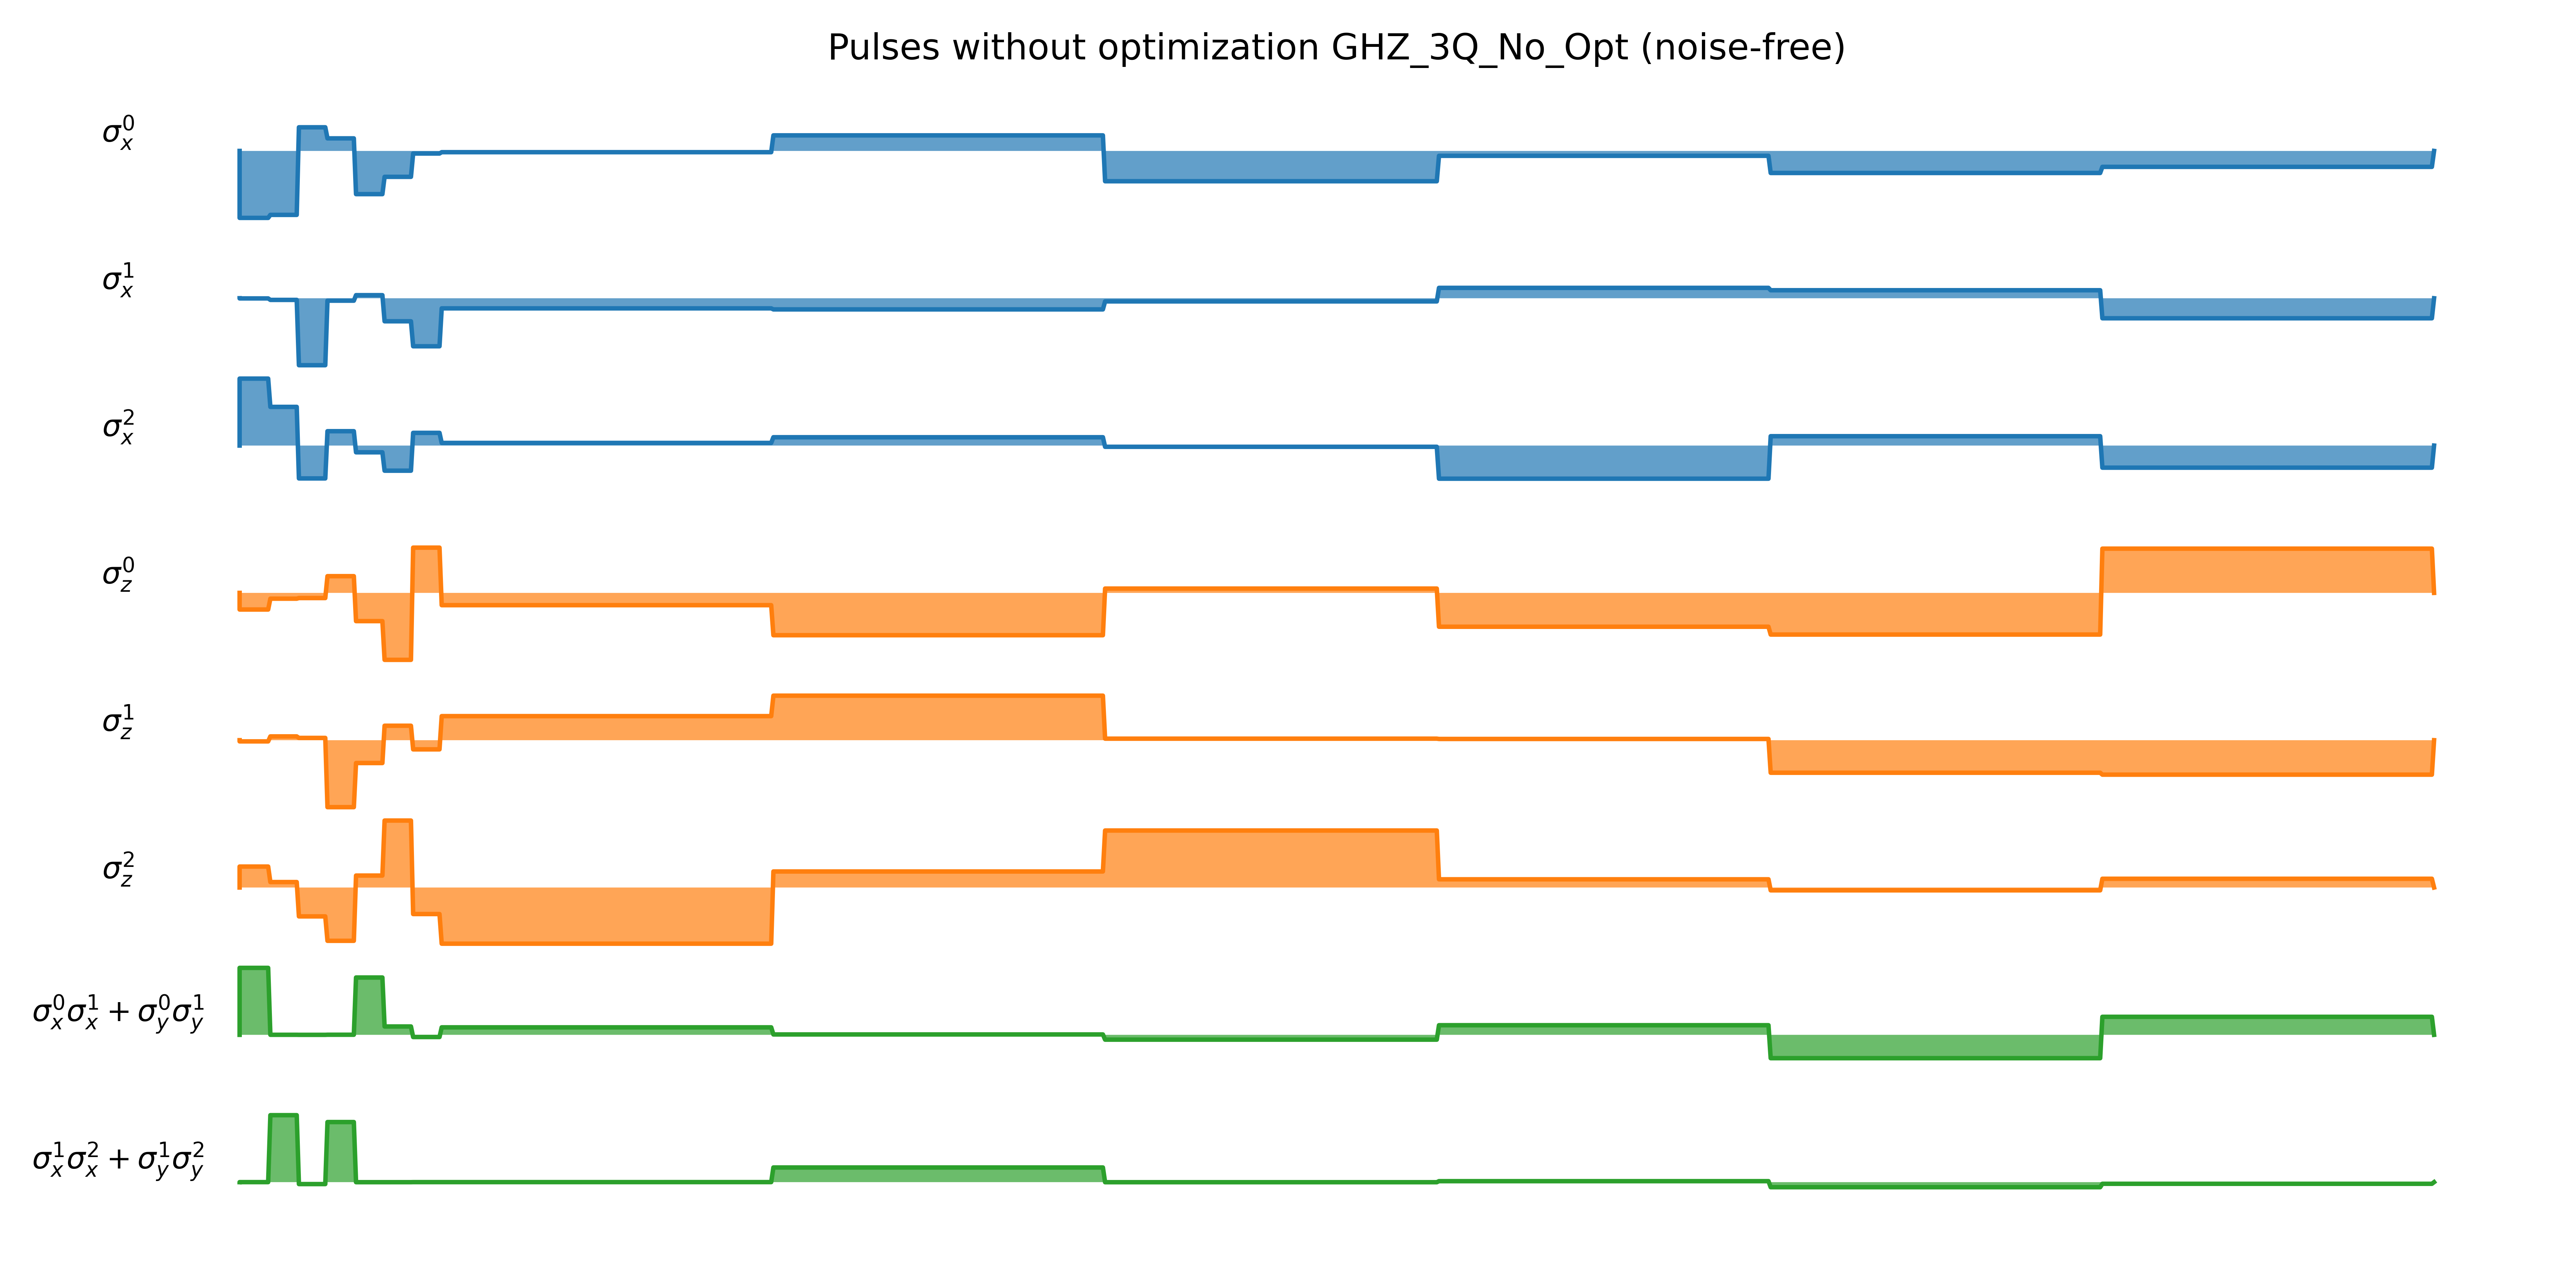 Pulses without optimization GHZ_3Q_No_Opt (noise-free)
σ_x^0
σ_x^1
σ_x^2
σ_z^0
σ_z^1
σ_z^2
σ_x^0σ_x^1 + σ_y^0σ_y^1
σ_x^1σ_x^2 + σ_y^1σ_y^2